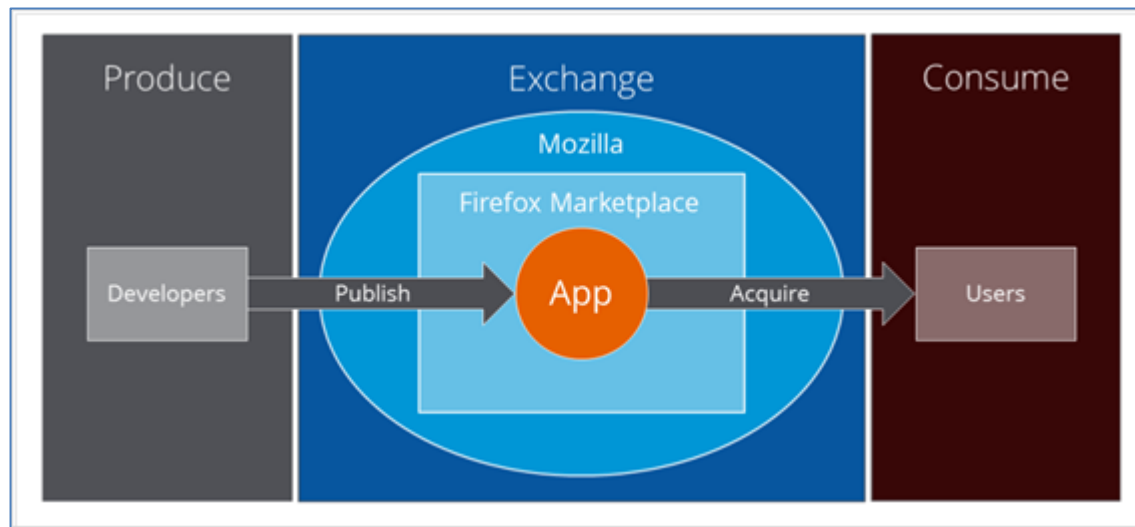 Produce
Exchange
Consume
Mozilla
Firefox Marketplace
Developers
Publish
App
Acquire
Users